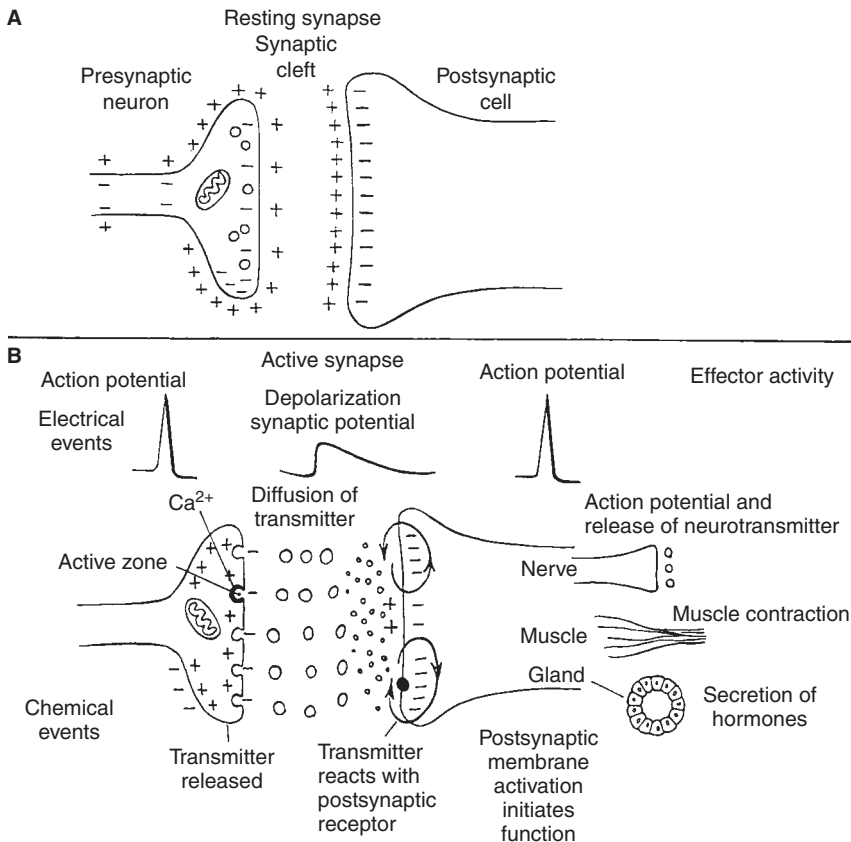 A
Resting synapse
Synaptic
cleft
Presynaptic
neuron
Postsynaptic
cell
B
Active synapse
Action potential
Electrical
events
Depolarization
synaptic potential
Action potential
Effector activity
Ca2+
Diffusion of
transmitter
Action potential and
release of neurotransmitter
Active zone
Nerve
Muscle contraction
Muscle
Gland
Secretion of
hormones
Chemical
events
Transmitter
released
Transmitter
reacts with
postsynaptic
receptor
Postsynaptic
membrane
activation
initiates
function